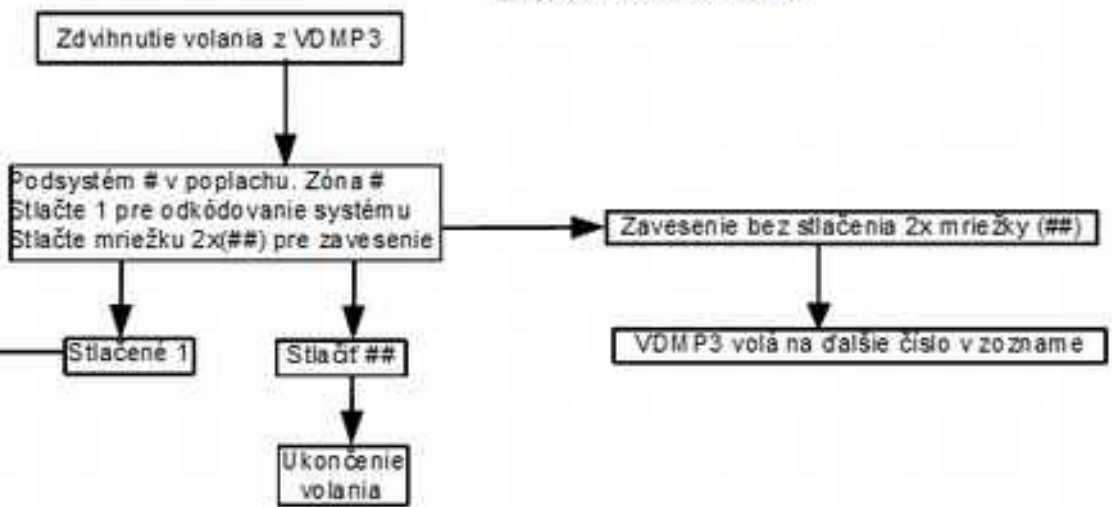 Zdvihnutie volania z VDMP3
Podsystém # v poplachu. Zóna #
Stlačte 1 pre odkódovanie systému
Stlačte mriežku 2x(##) pre zavesenie
Zavesenie bez stlačenia 2x mriežky (##)
Stlačené 1
Stlačiť ##
VDMP3 volá na ďalšie číslo v zozname
Ukončenie
volania